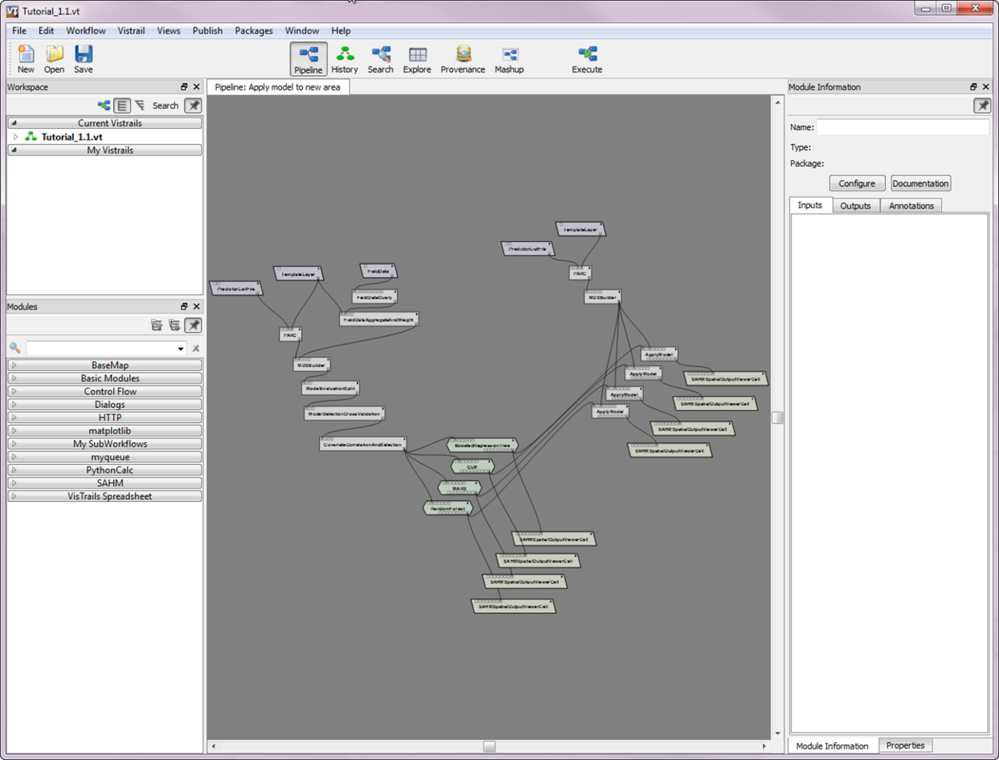 Tutorial_1.1.vt
File Edit Workflow Vistrail Views Publish Packages Window Help
New Open Save Pipeline History Search Explore Provenance Mashup Execute
Workspace
Search
Current Vistrails
Tutorial_1.1.vt
My Vistrails
Modules
BaseMap
Basic Modules
Control Flow
Dialogs
HTTP
matplotlib
My SubWorkflows
myqueue
PythonCalc
SAHM
VisTrails Spreadsheet
Pipeline: Apply model to new area
TemplateLayer
PredictorListFile
PARC
MDSBuilder
TemplateLayer
FieldData
PredictorListFile
FieldDataQuery
FieldDataAggregateAndWeight
PARC
MDSBuilder
ModelEvaluationSplit
ModelSelectionCrossValidation
CovariateCorrelationAndSelection
ApplyModel
ApplyModel
ApplyModel
ApplyModel
SAHMSpatialOutputViewerCell
SAHMSpatialOutputViewerCell
SAHMSpatialOutputViewerCell
SAHMSpatialOutputViewerCell
BoostedRegressionTree
GLM
MARS
RandomForest
SAHMSpatialOutputViewerCell
SAHMSpatialOutputViewerCell
SAHMSpatialOutputViewerCell
SAHMSpatialOutputViewerCell
Module Information
Name:
Type:
Package:
Configure Documentation
Inputs Outputs Annotations
Module Information Properties